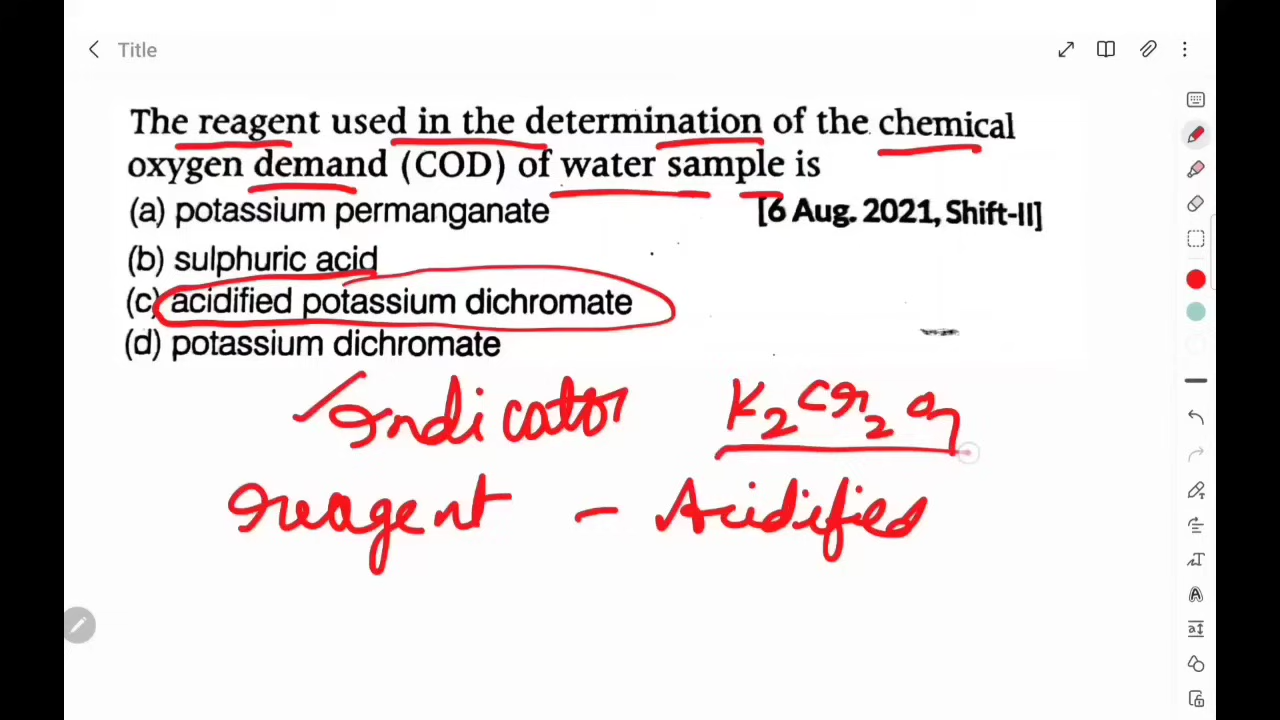 Title
The reagent used in the determination of the chemical
oxygen demand (COD) of water sample is
(a) potassium permanganate [6 Aug. 2021, Shift-II]
(b) sulphuric acid
(c) acidified potassium dichromate
(d) potassium dichromate
Indicator K2Cr2O7
reagent - Acidified